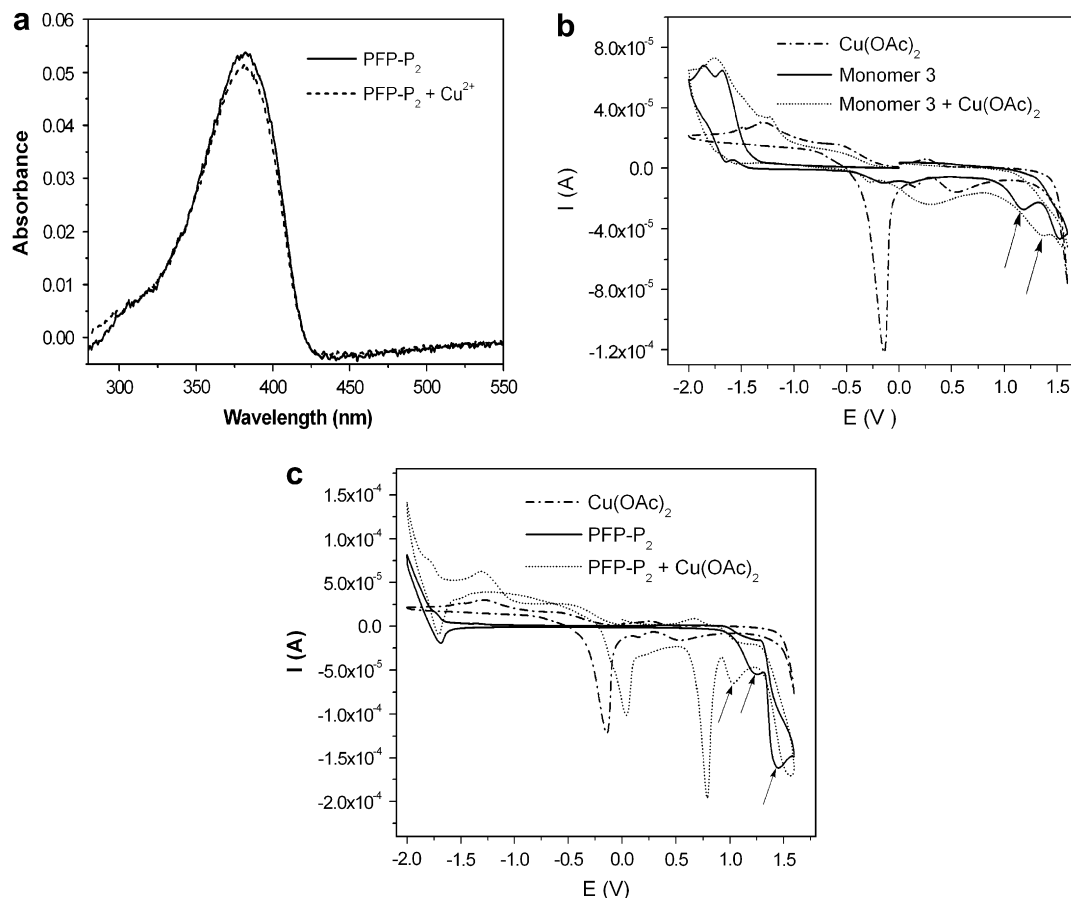 a
0.06
0.05
0.04
0.03
0.02
0.01
0.00
Absorbance
PFP-P₂
PFP-P₂ + Cu²⁺
300 350 400 450 500 550
Wavelength (nm)
b
8.0x10⁻⁵
4.0x10⁻⁵
0.0
-4.0x10⁻⁵
-8.0x10⁻⁵
-1.2x10⁻⁴
I (A)
Cu(OAc)₂
Monomer 3
Monomer 3 + Cu(OAc)₂
-2.0 -1.5 -1.0 -0.5 0.0 0.5 1.0 1.5
E (V )
c
1.5x10⁻⁴
1.0x10⁻⁴
5.0x10⁻⁵
0.0
-5.0x10⁻⁵
-1.0x10⁻⁴
-1.5x10⁻⁴
-2.0x10⁻⁴
I (A)
Cu(OAc)₂
PFP-P₂
PFP-P₂ + Cu(OAc)₂
-2.0 -1.5 -1.0 -0.5 0.0 0.5 1.0 1.5
E (V)